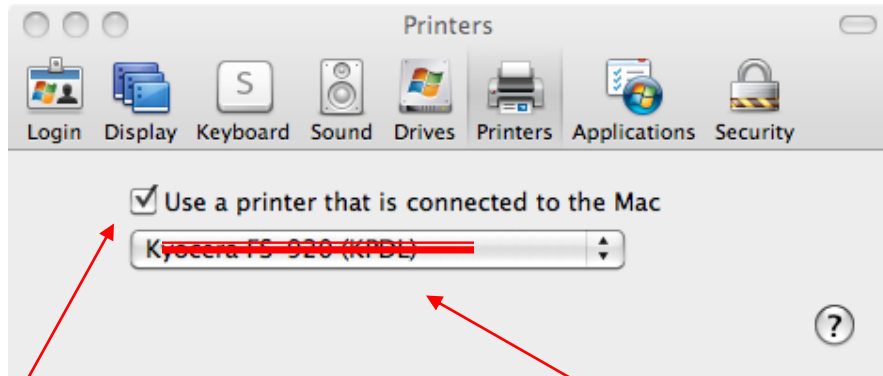 Printers
Login Display Keyboard Sound Drives Printers Applications Security
S
Use a printer that is connected to the Mac
Kyocera FS-920 (KPDL)
?